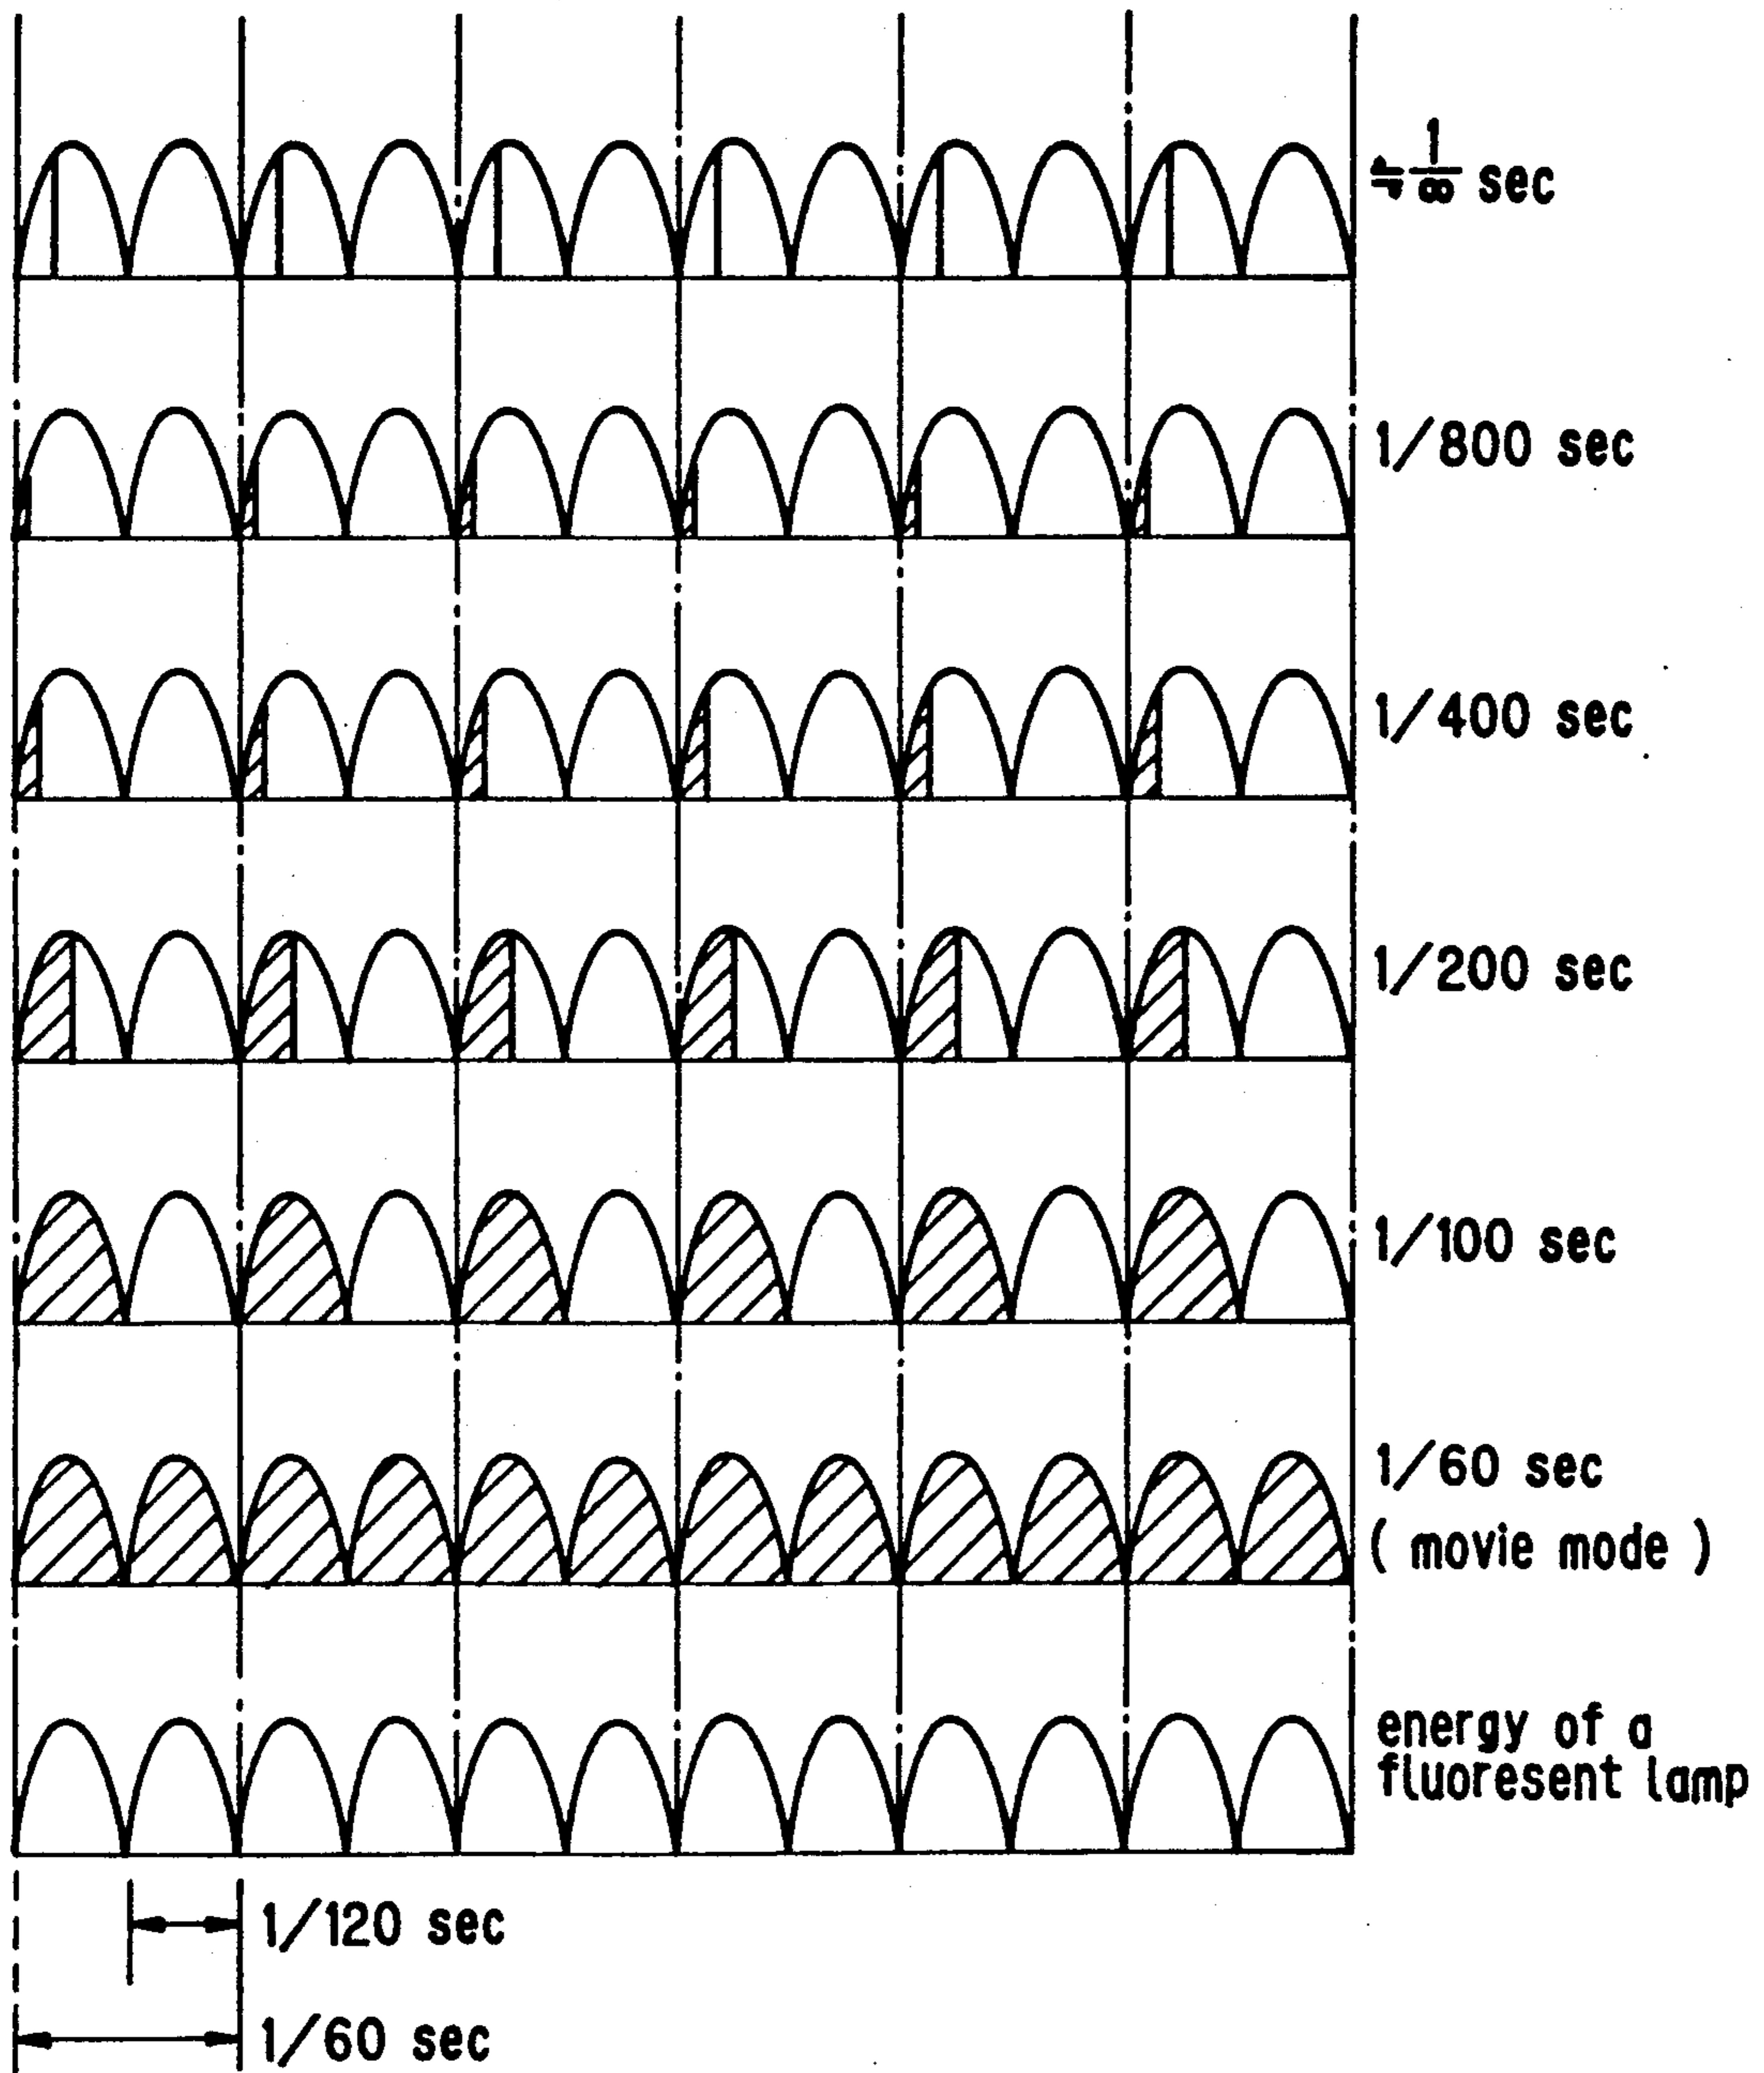 ≒ 1/∞ sec
1/800 sec
1/400 sec
1/200 sec
1/100 sec
1/60 sec
( movie mode )
energy of a
fluoresent lamp
1/120 sec
1/60 sec